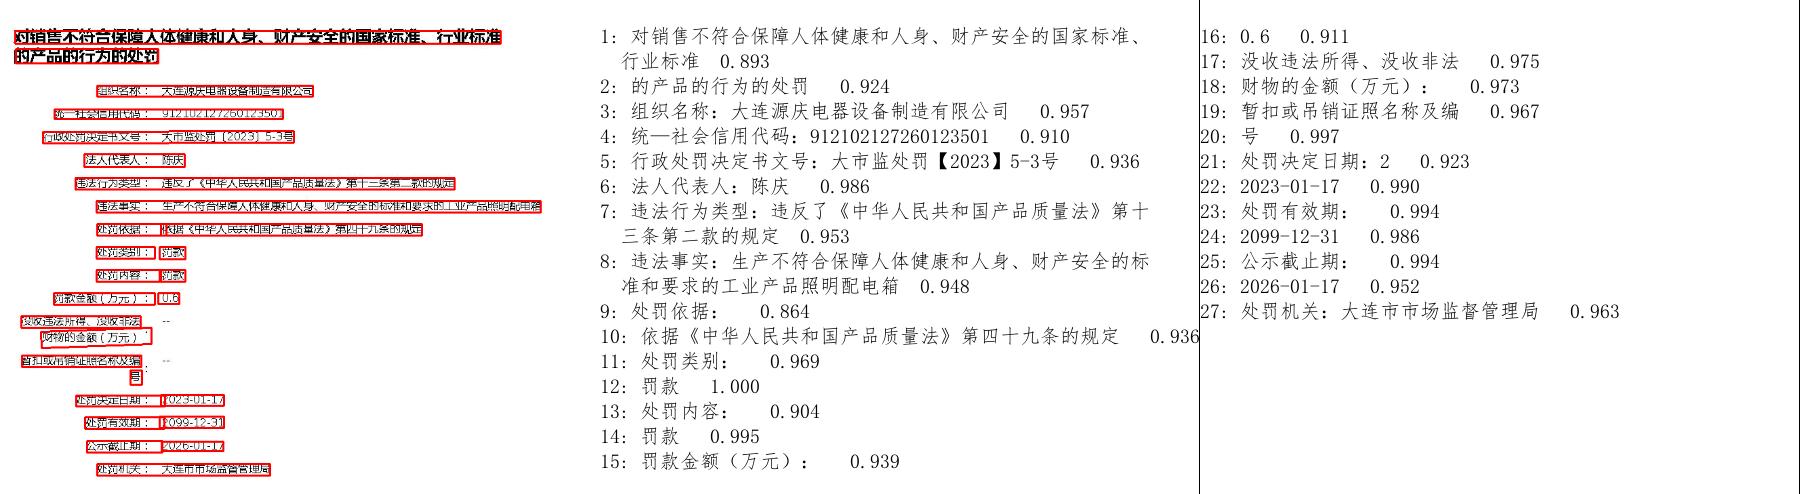 对销售不符合保障人体健康和人身、财产安全的国家标准、行业标准
的产品的行为的处罚
组织名称： 大连源庆电器设备制造有限公司
统一社会信用代码： 912102127260123501
行政处罚决定书文号： 大市监处罚〔2023〕5-3号
法人代表人： 陈庆
违法行为类型： 违反了《中华人民共和国产品质量法》第十三条第二款的规定
违法事实： 生产不符合保障人体健康和人身、财产安全的标准和要求的工业产品照明配电箱
处罚依据： 依据《中华人民共和国产品质量法》第四十九条的规定
处罚类别： 罚款
处罚内容： 罚款
罚款金额（万元）： 0.6
没收违法所得、没收非法 --
财物的金额（万元）：
暂扣或吊销证照名称及编 --
号：
处罚决定日期： 2023-01-17
处罚有效期： 2099-12-31
公示截止期： 2026-01-17
处罚机关： 大连市市场监督管理局
1: 对销售不符合保障人体健康和人身、财产安全的国家标准、
行业标准 0.893
2: 的产品的行为的处罚 0.924
3: 组织名称：大连源庆电器设备制造有限公司 0.957
4: 统—社会信用代码：912102127260123501 0.910
5: 行政处罚决定书文号：大市监处罚【2023】5-3号 0.936
6: 法人代表人：陈庆 0.986
7: 违法行为类型：违反了《中华人民共和国产品质量法》第十
三条第二款的规定 0.953
8: 违法事实：生产不符合保障人体健康和人身、财产安全的标
准和要求的工业产品照明配电箱 0.948
9: 处罚依据： 0.864
10: 依据《中华人民共和国产品质量法》第四十九条的规定 0.936
11: 处罚类别： 0.969
12: 罚款 1.000
13: 处罚内容： 0.904
14: 罚款 0.995
15: 罚款金额（万元）： 0.939
16: 0.6 0.911
17: 没收违法所得、没收非法 0.975
18: 财物的金额（万元）： 0.973
19: 暂扣或吊销证照名称及编 0.967
20: 号 0.997
21: 处罚决定日期：2 0.923
22: 2023-01-17 0.990
23: 处罚有效期： 0.994
24: 2099-12-31 0.986
25: 公示截止期： 0.994
26: 2026-01-17 0.952
27: 处罚机关：大连市市场监督管理局 0.963